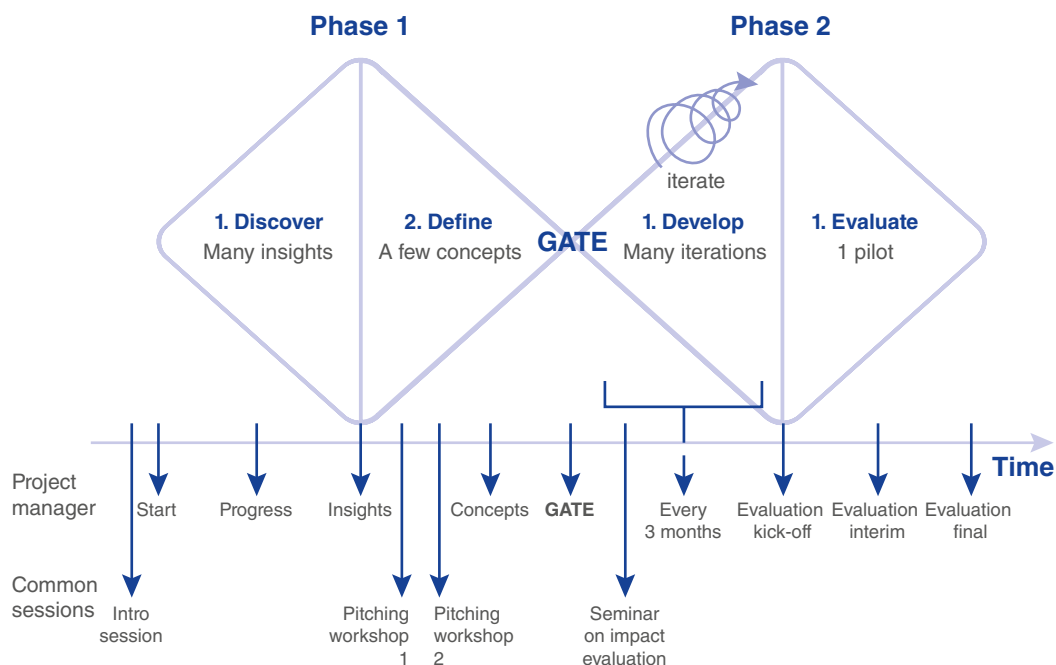 Phase 1
Phase 2
iterate
1. Discover
Many insights
2. Define
A few concepts
GATE
1. Develop
Many iterations
1. Evaluate
1 pilot
Time
Project
manager
Start
Progress
Insights
Concepts
GATE
Every
3 months
Evaluation
kick-off
Evaluation
interim
Evaluation
final
Common
sessions
Intro
session
Pitching
workshop
1
Pitching
workshop
2
Seminar
on impact
evaluation